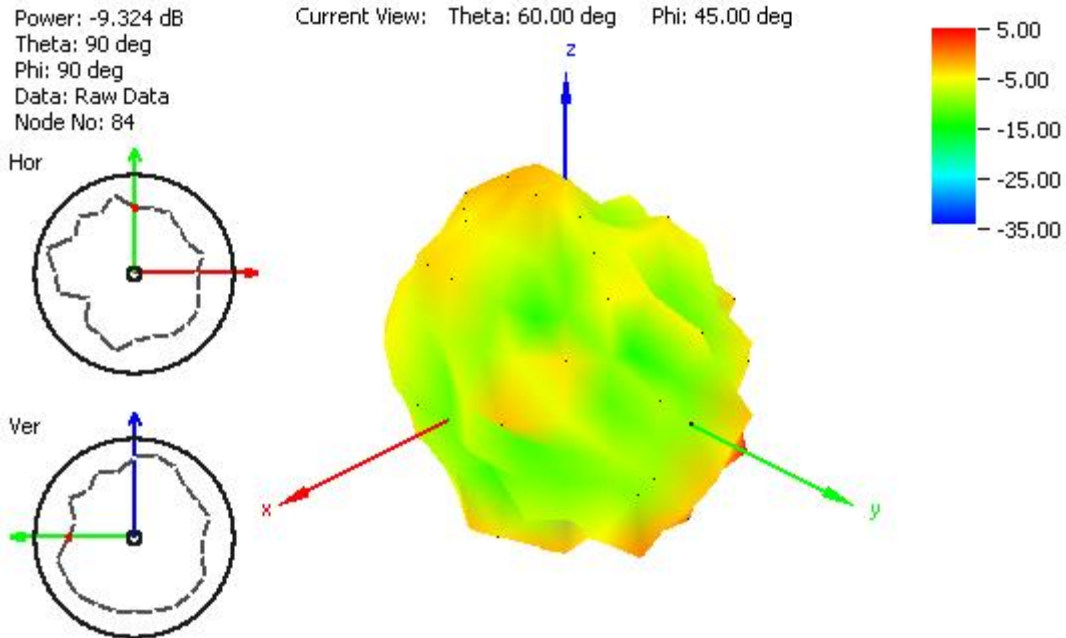 Power: -9.324 dB
Theta: 90 deg
Phi: 90 deg
Data: Raw Data
Node No: 84
Current View: Theta: 60.00 deg Phi: 45.00 deg
Hor
Ver
z
x
y
5.00
-5.00
-15.00
-25.00
-35.00